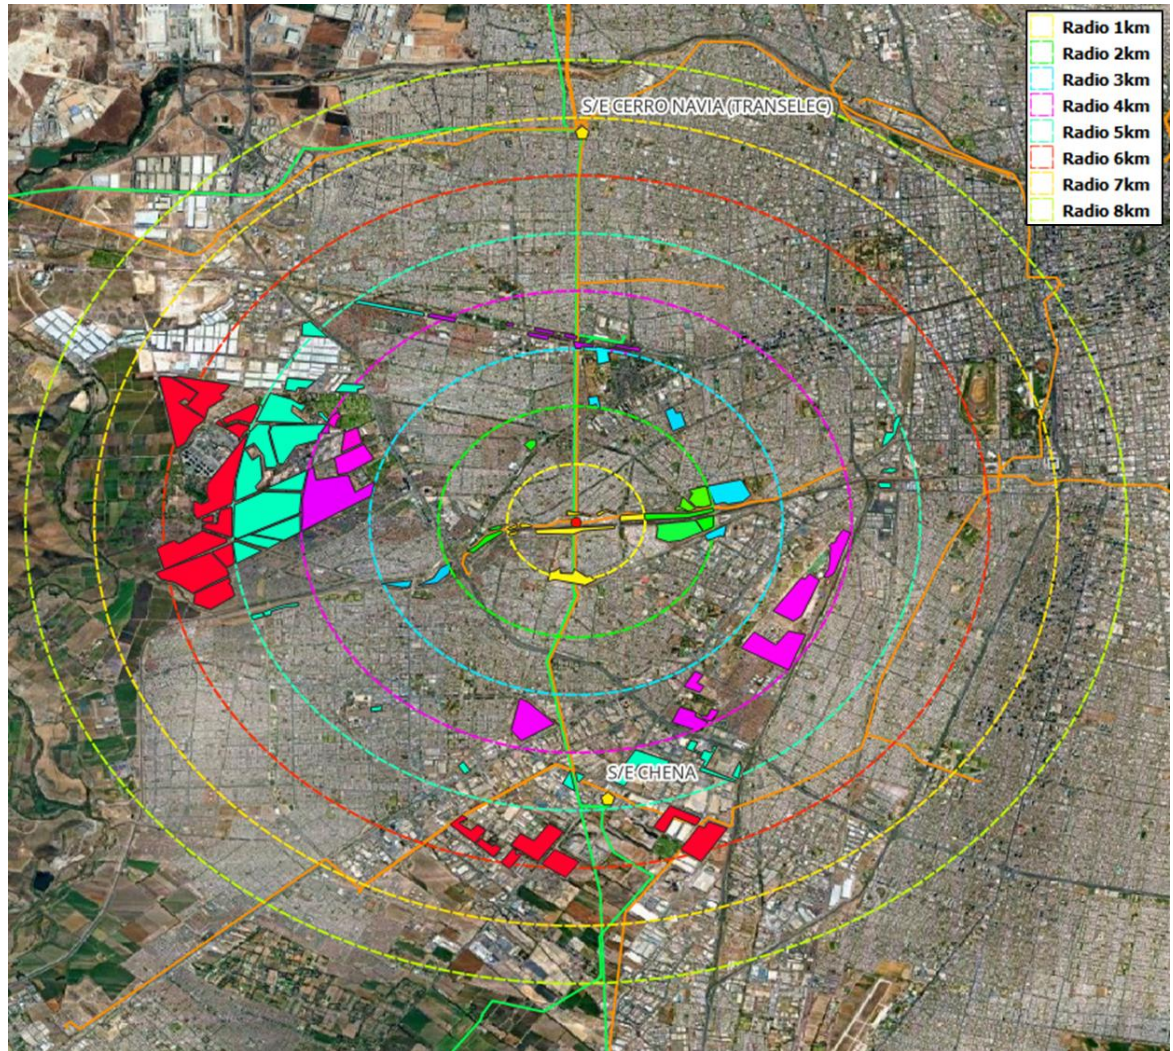 Radio 1km
Radio 2km
Radio 3km
Radio 4km
Radio 5km
Radio 6km
Radio 7km
Radio 8km
S/E CERRO NAVIA (TRANSELEC)
S/E CHENA